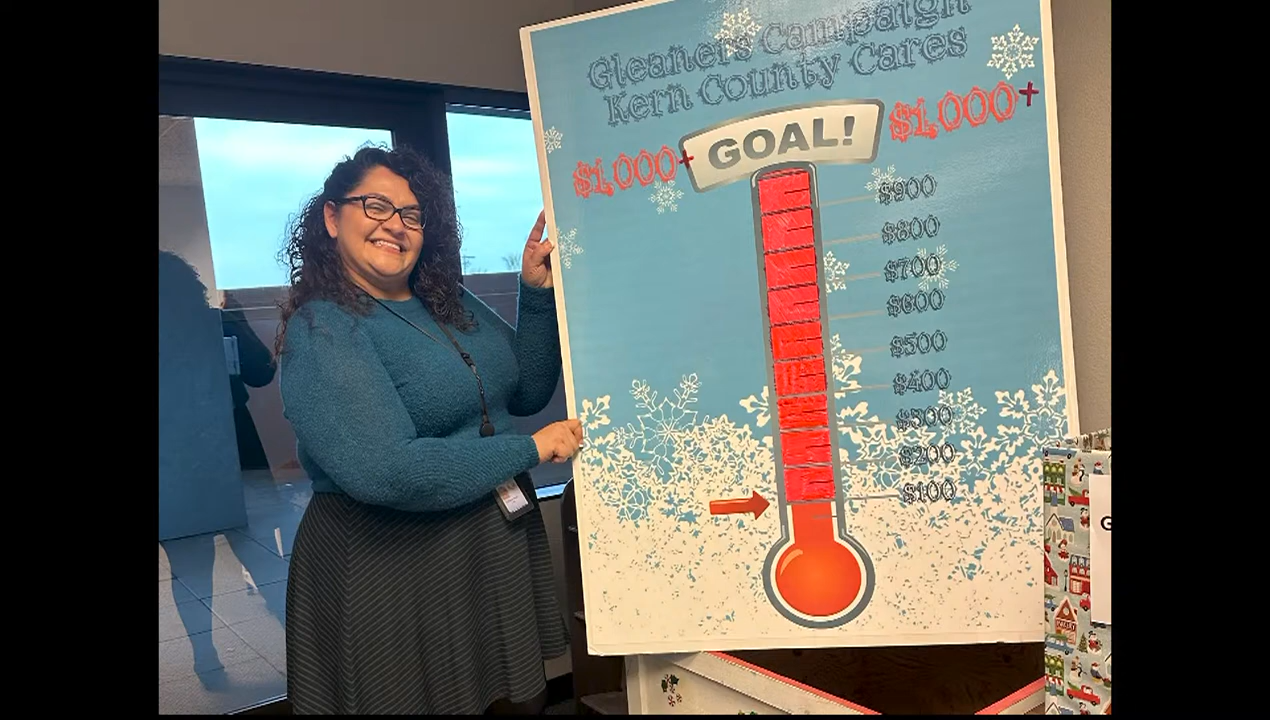 Gleaners Campaign
Kern County Cares
$1,000+ GOAL! $1,000+
$900
$800
$700
$600
$500
$400
$300
$200
$100
G